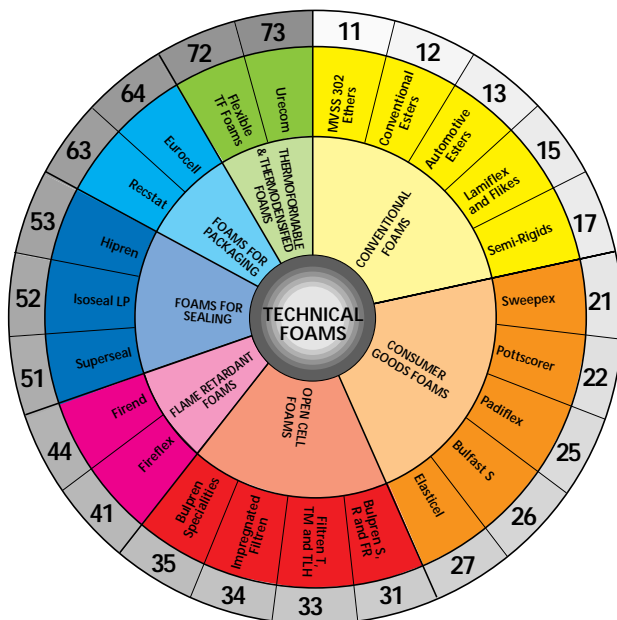 TECHNICAL
FOAMS
CONVENTIONAL
FOAMS
11
MVSS 302
Ethers
12
Conventional
Esters
13
Automotive
Esters
15
Lamiflex
and Flikes
17
Semi-Rigids
CONSUMER
GOODS FOAMS
21
Sweepex
22
Pottscorer
25
Padiflex
26
Bulfast S
27
Elasticel
OPEN CELL
FOAMS
31
Bulpren S,
R and FR
33
Filtren T,
TM and TLH
34
Impregnated
Filtren
35
Bulpren
Specialities
FLAME RETARDANT
FOAMS
41
Fireflex
44
Firend
FOAMS FOR
SEALING
51
Superseal
52
Isoseal LP
53
Hipren
FOAMS FOR
PACKAGING
63
Recstat
64
Eurocell
THERMOFORMABLE
& THERMODENSIFIED
FOAMS
72
Flexible
TF Foams
73
Urecom